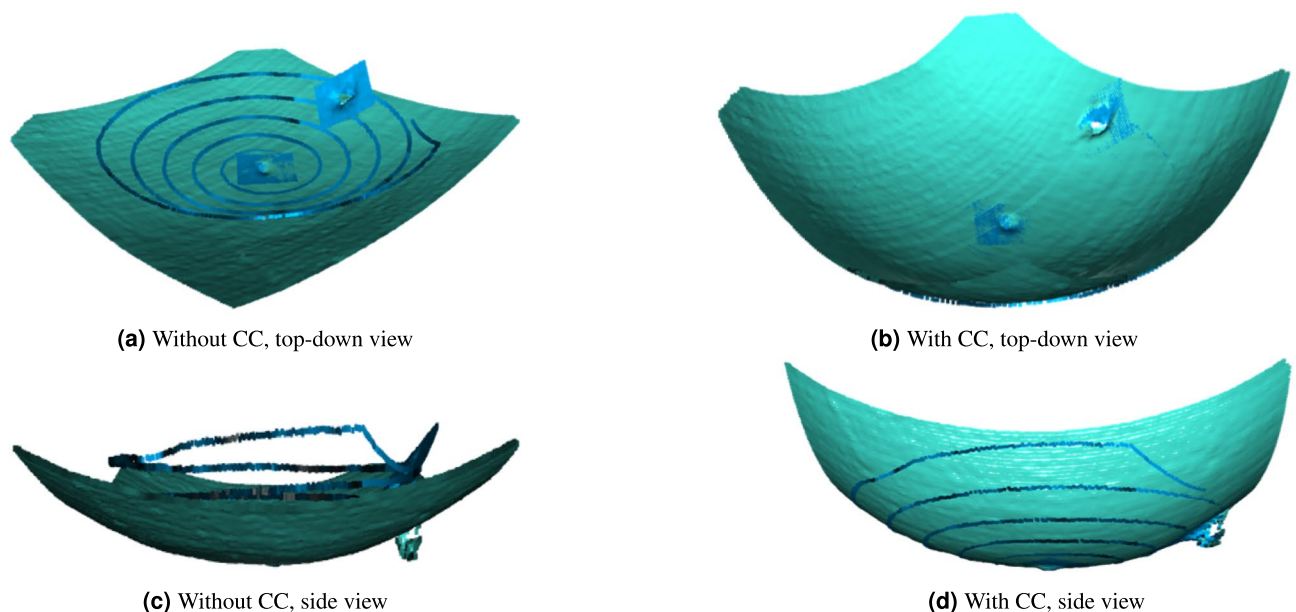 (a) Without CC, top-down view
(b) With CC, top-down view
(c) Without CC, side view
(d) With CC, side view